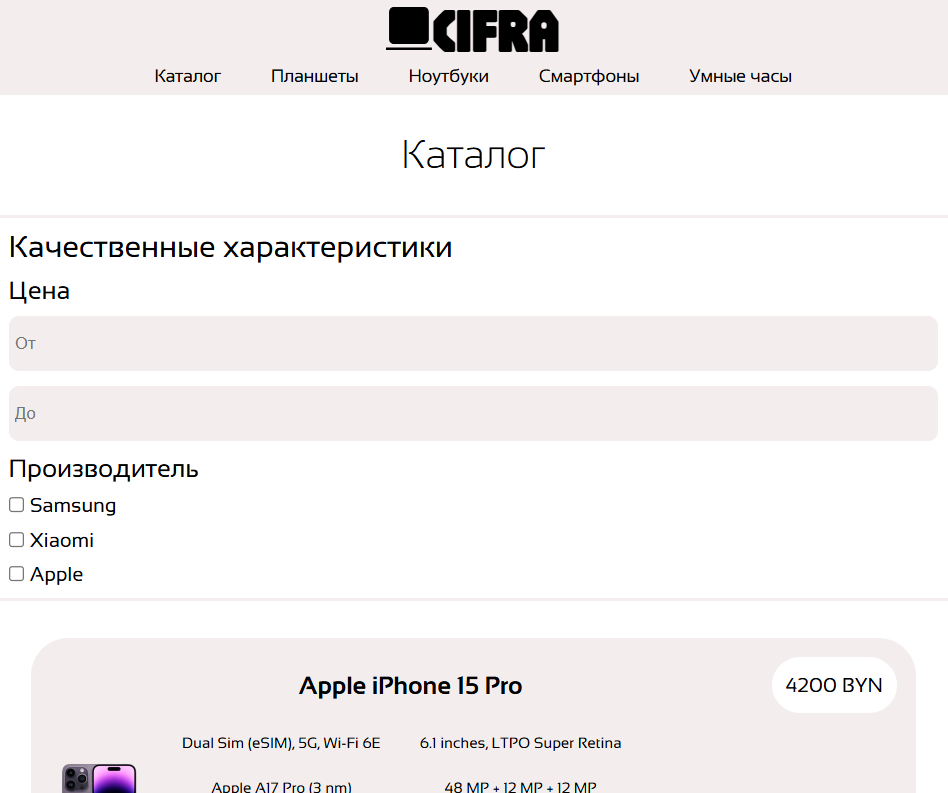 CIFRA
Каталог Планшеты Ноутбуки Смартфоны Умные часы
Каталог
Качественные характеристики
Цена
От
До
Производитель
Samsung
Xiaomi
Apple
Apple iPhone 15 Pro 4200 BYN
Dual Sim (eSIM), 5G, Wi-Fi 6E 6.1 inches, LTPO Super Retina
Apple A17 Pro (3 nm) 48 MP + 12 MP + 12 MP